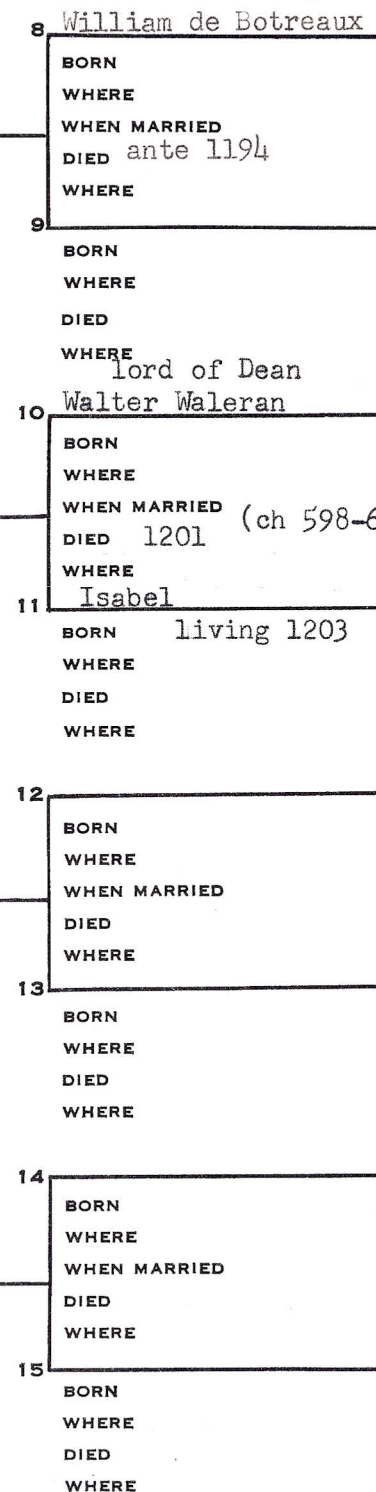 8 William de Botreaux
BORN
WHERE
WHEN MARRIED
DIED ante 1194
WHERE
9
BORN
WHERE
DIED
WHERE
lord of Dean
10 Walter Waleran
BORN
WHERE
WHEN MARRIED (ch 598-6
DIED 1201
WHERE
11 Isabel
BORN living 1203
WHERE
DIED
WHERE
12
BORN
WHERE
WHEN MARRIED
DIED
WHERE
13
BORN
WHERE
DIED
WHERE
14
BORN
WHERE
WHEN MARRIED
DIED
WHERE
15
BORN
WHERE
DIED
WHERE